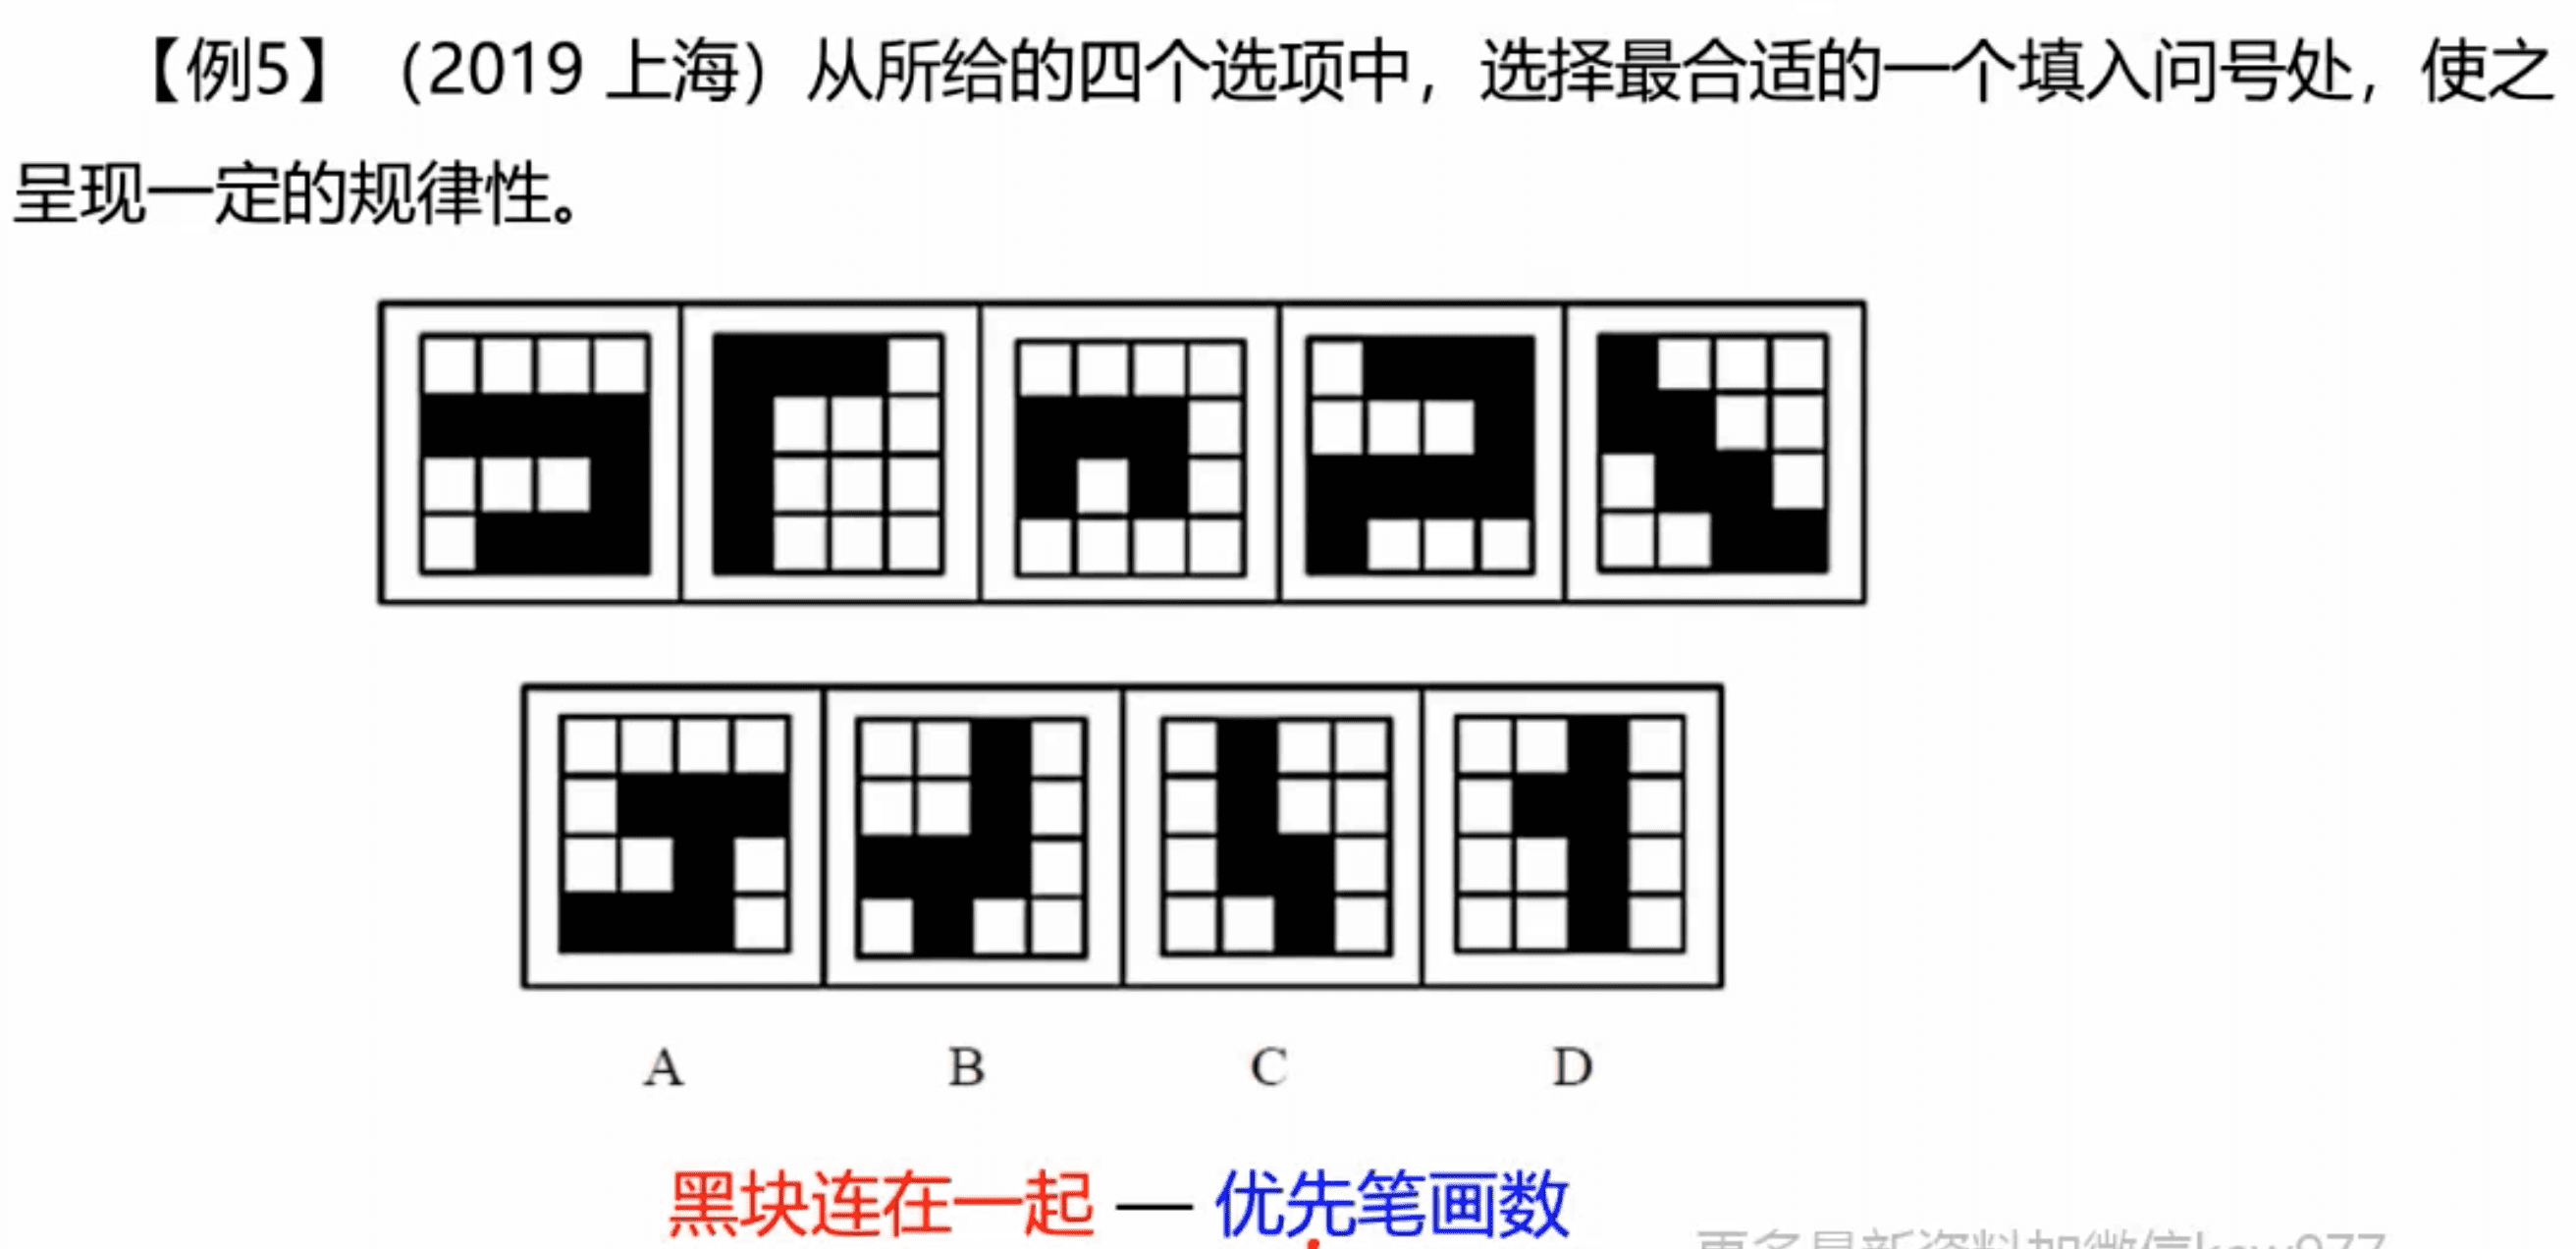 【例5】（2019 上海）从所给的四个选项中，选择最合适的一个填入问号处，使之
呈现一定的规律性。
A B C D
黑块连在一起 — 优先笔画数